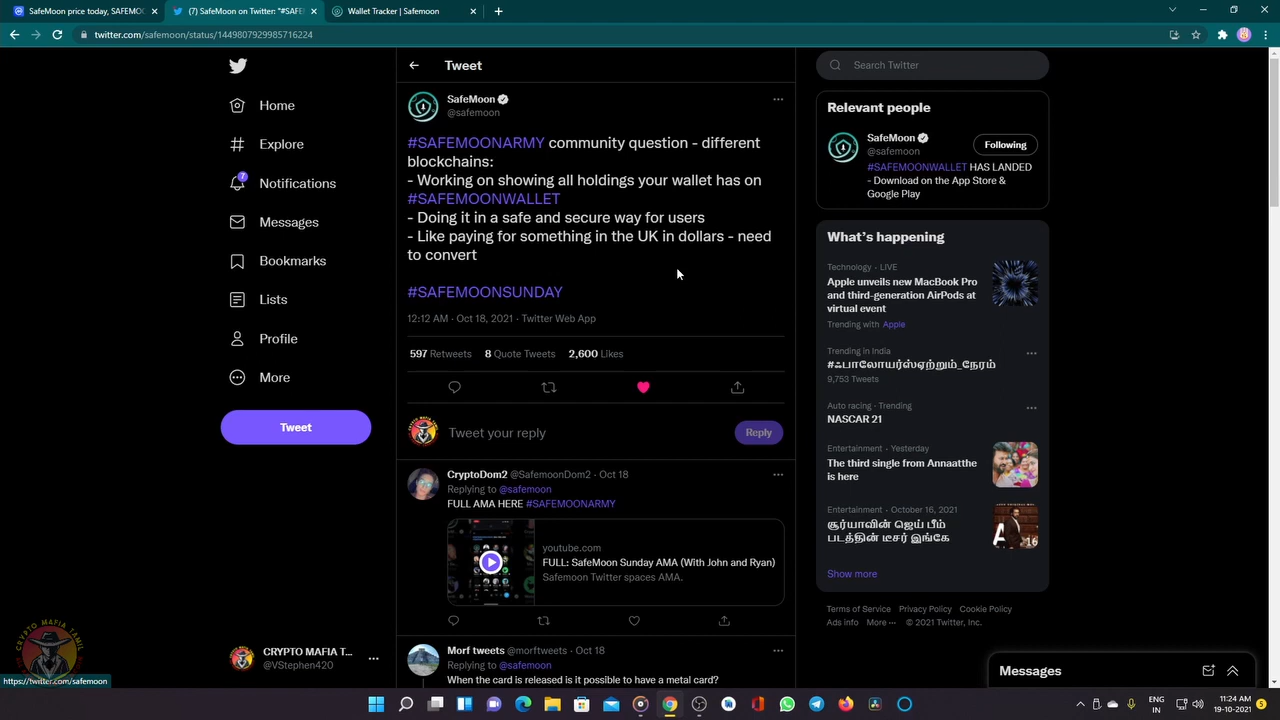 SafeMoon price today, SAFEMO
(7) SafeMoon on Twitter: "#SAFE
Wallet Tracker | Safemoon
twitter.com/safemoon/status/1449807929985716224
Home
Explore
7
Notifications
Messages
Bookmarks
Lists
Profile
More
Tweet
CRYPTO MAFIA T...
@VStephen420
CRYPTO MAFIA TAMIL
https://twitter.com/safemoon
Tweet
SafeMoon
@safemoon
#SAFEMOONARMY community question - different
blockchains:
- Working on showing all holdings your wallet has on
#SAFEMOONWALLET
- Doing it in a safe and secure way for users
- Like paying for something in the UK in dollars - need
to convert
#SAFEMOONSUNDAY
12:12 AM · Oct 18, 2021 · Twitter Web App
597 Retweets 8 Quote Tweets 2,600 Likes
Tweet your reply
Reply
CryptoDom2 @SafemoonDom2 · Oct 18
Replying to @safemoon
FULL AMA HERE #SAFEMOONARMY
youtube.com
FULL: SafeMoon Sunday AMA (With John and Ryan)
Safemoon Twitter spaces AMA.
Morf tweets @morftweets · Oct 18
Replying to @safemoon
When the card is released is it possible to have a metal card?
Search Twitter
Relevant people
SafeMoon
@safemoon
Following
#SAFEMOONWALLET HAS LANDED
- Download on the App Store &
Google Play
What's happening
Technology · LIVE
Apple unveils new MacBook Pro
and third-generation AirPods at
virtual event
Trending with Apple
Trending in India
9,753 Tweets
Auto racing · Trending
NASCAR 21
Entertainment · Yesterday
The third single from Annaatthe
is here
Entertainment · October 16, 2021
சூர்யாவின் ஜெய் பீம்
படத்தின் டீசர் இங்கே
Show more
Terms of Service Privacy Policy Cookie Policy
Ads info More ··· © 2021 Twitter, Inc.
Messages
ENG
IN
11:24 AM
19-10-2021
5